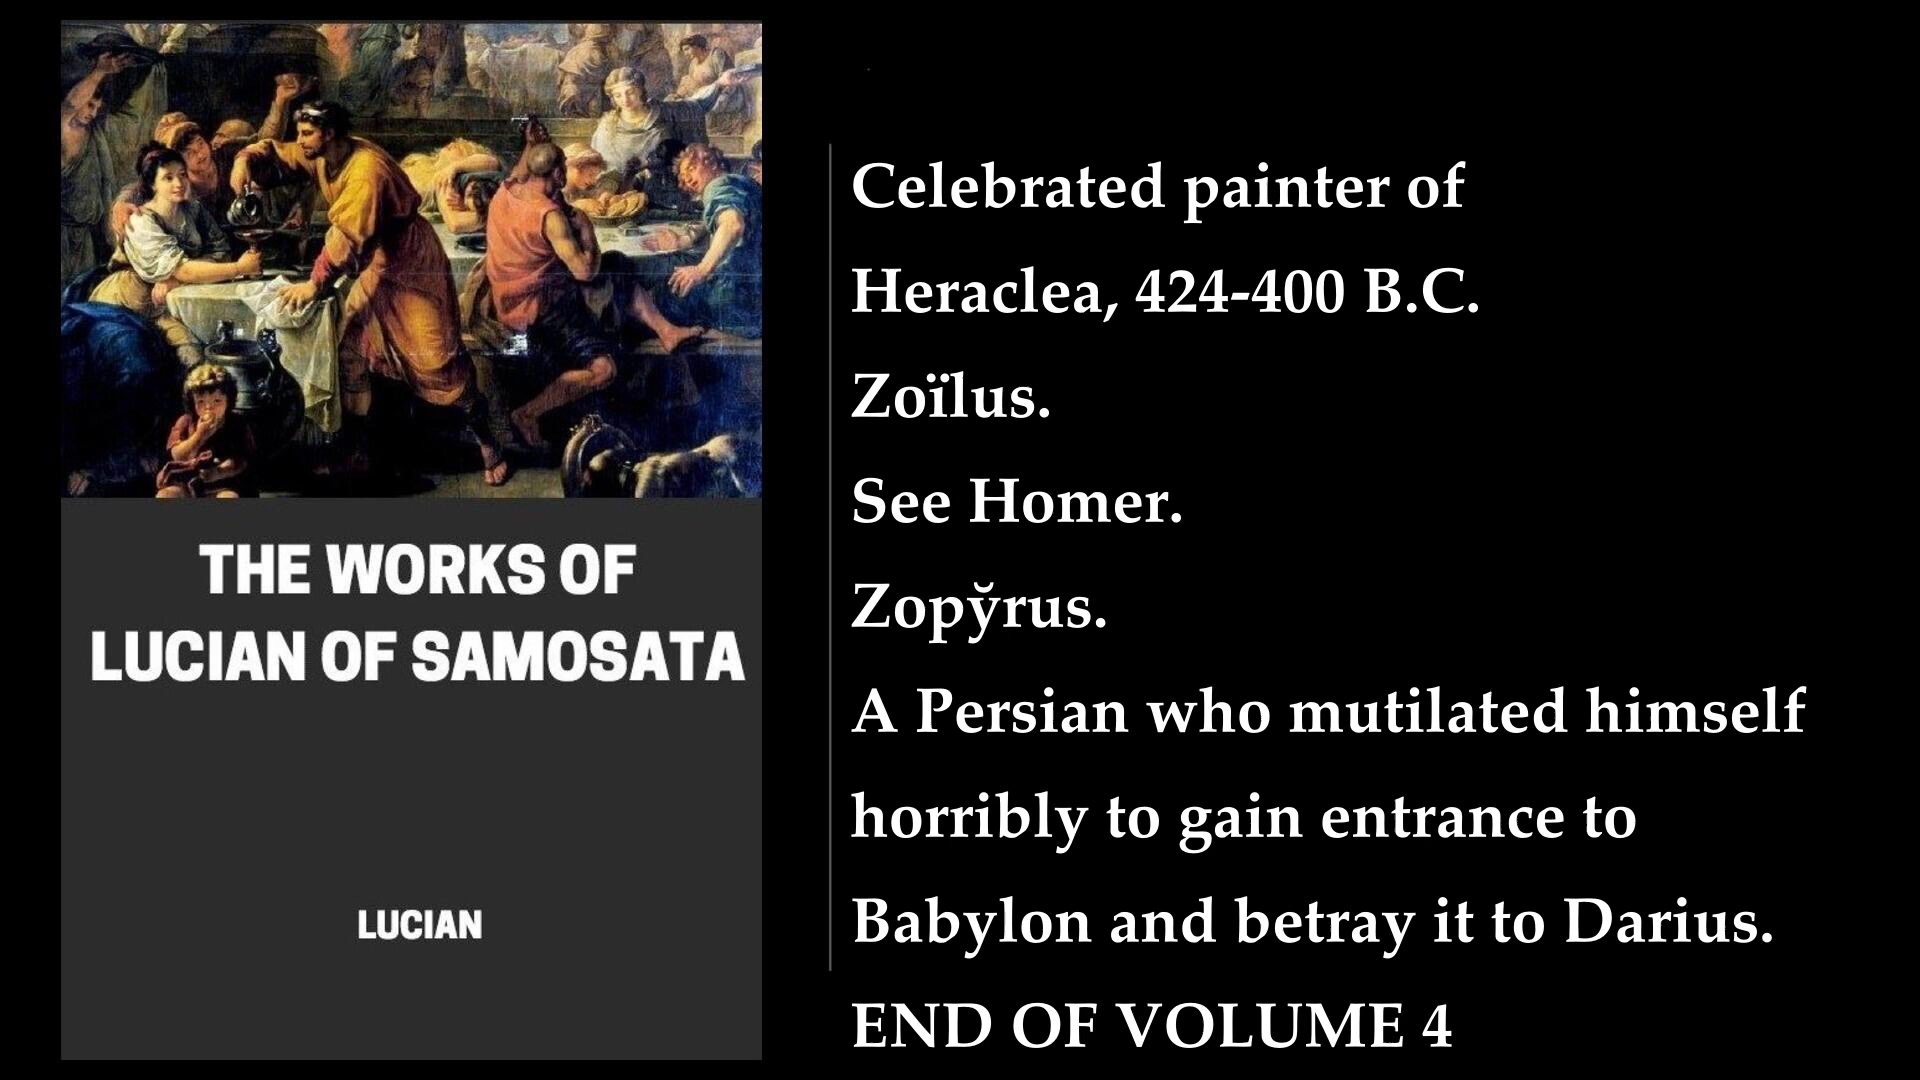 THE WORKS OF
LUCIAN OF SAMOSATA
LUCIAN
Celebrated painter of
Heraclea, 424-400 B.C.
Zoïlus.
See Homer.
Zopy̆rus.
A Persian who mutilated himself
horribly to gain entrance to
Babylon and betray it to Darius.
END OF VOLUME 4